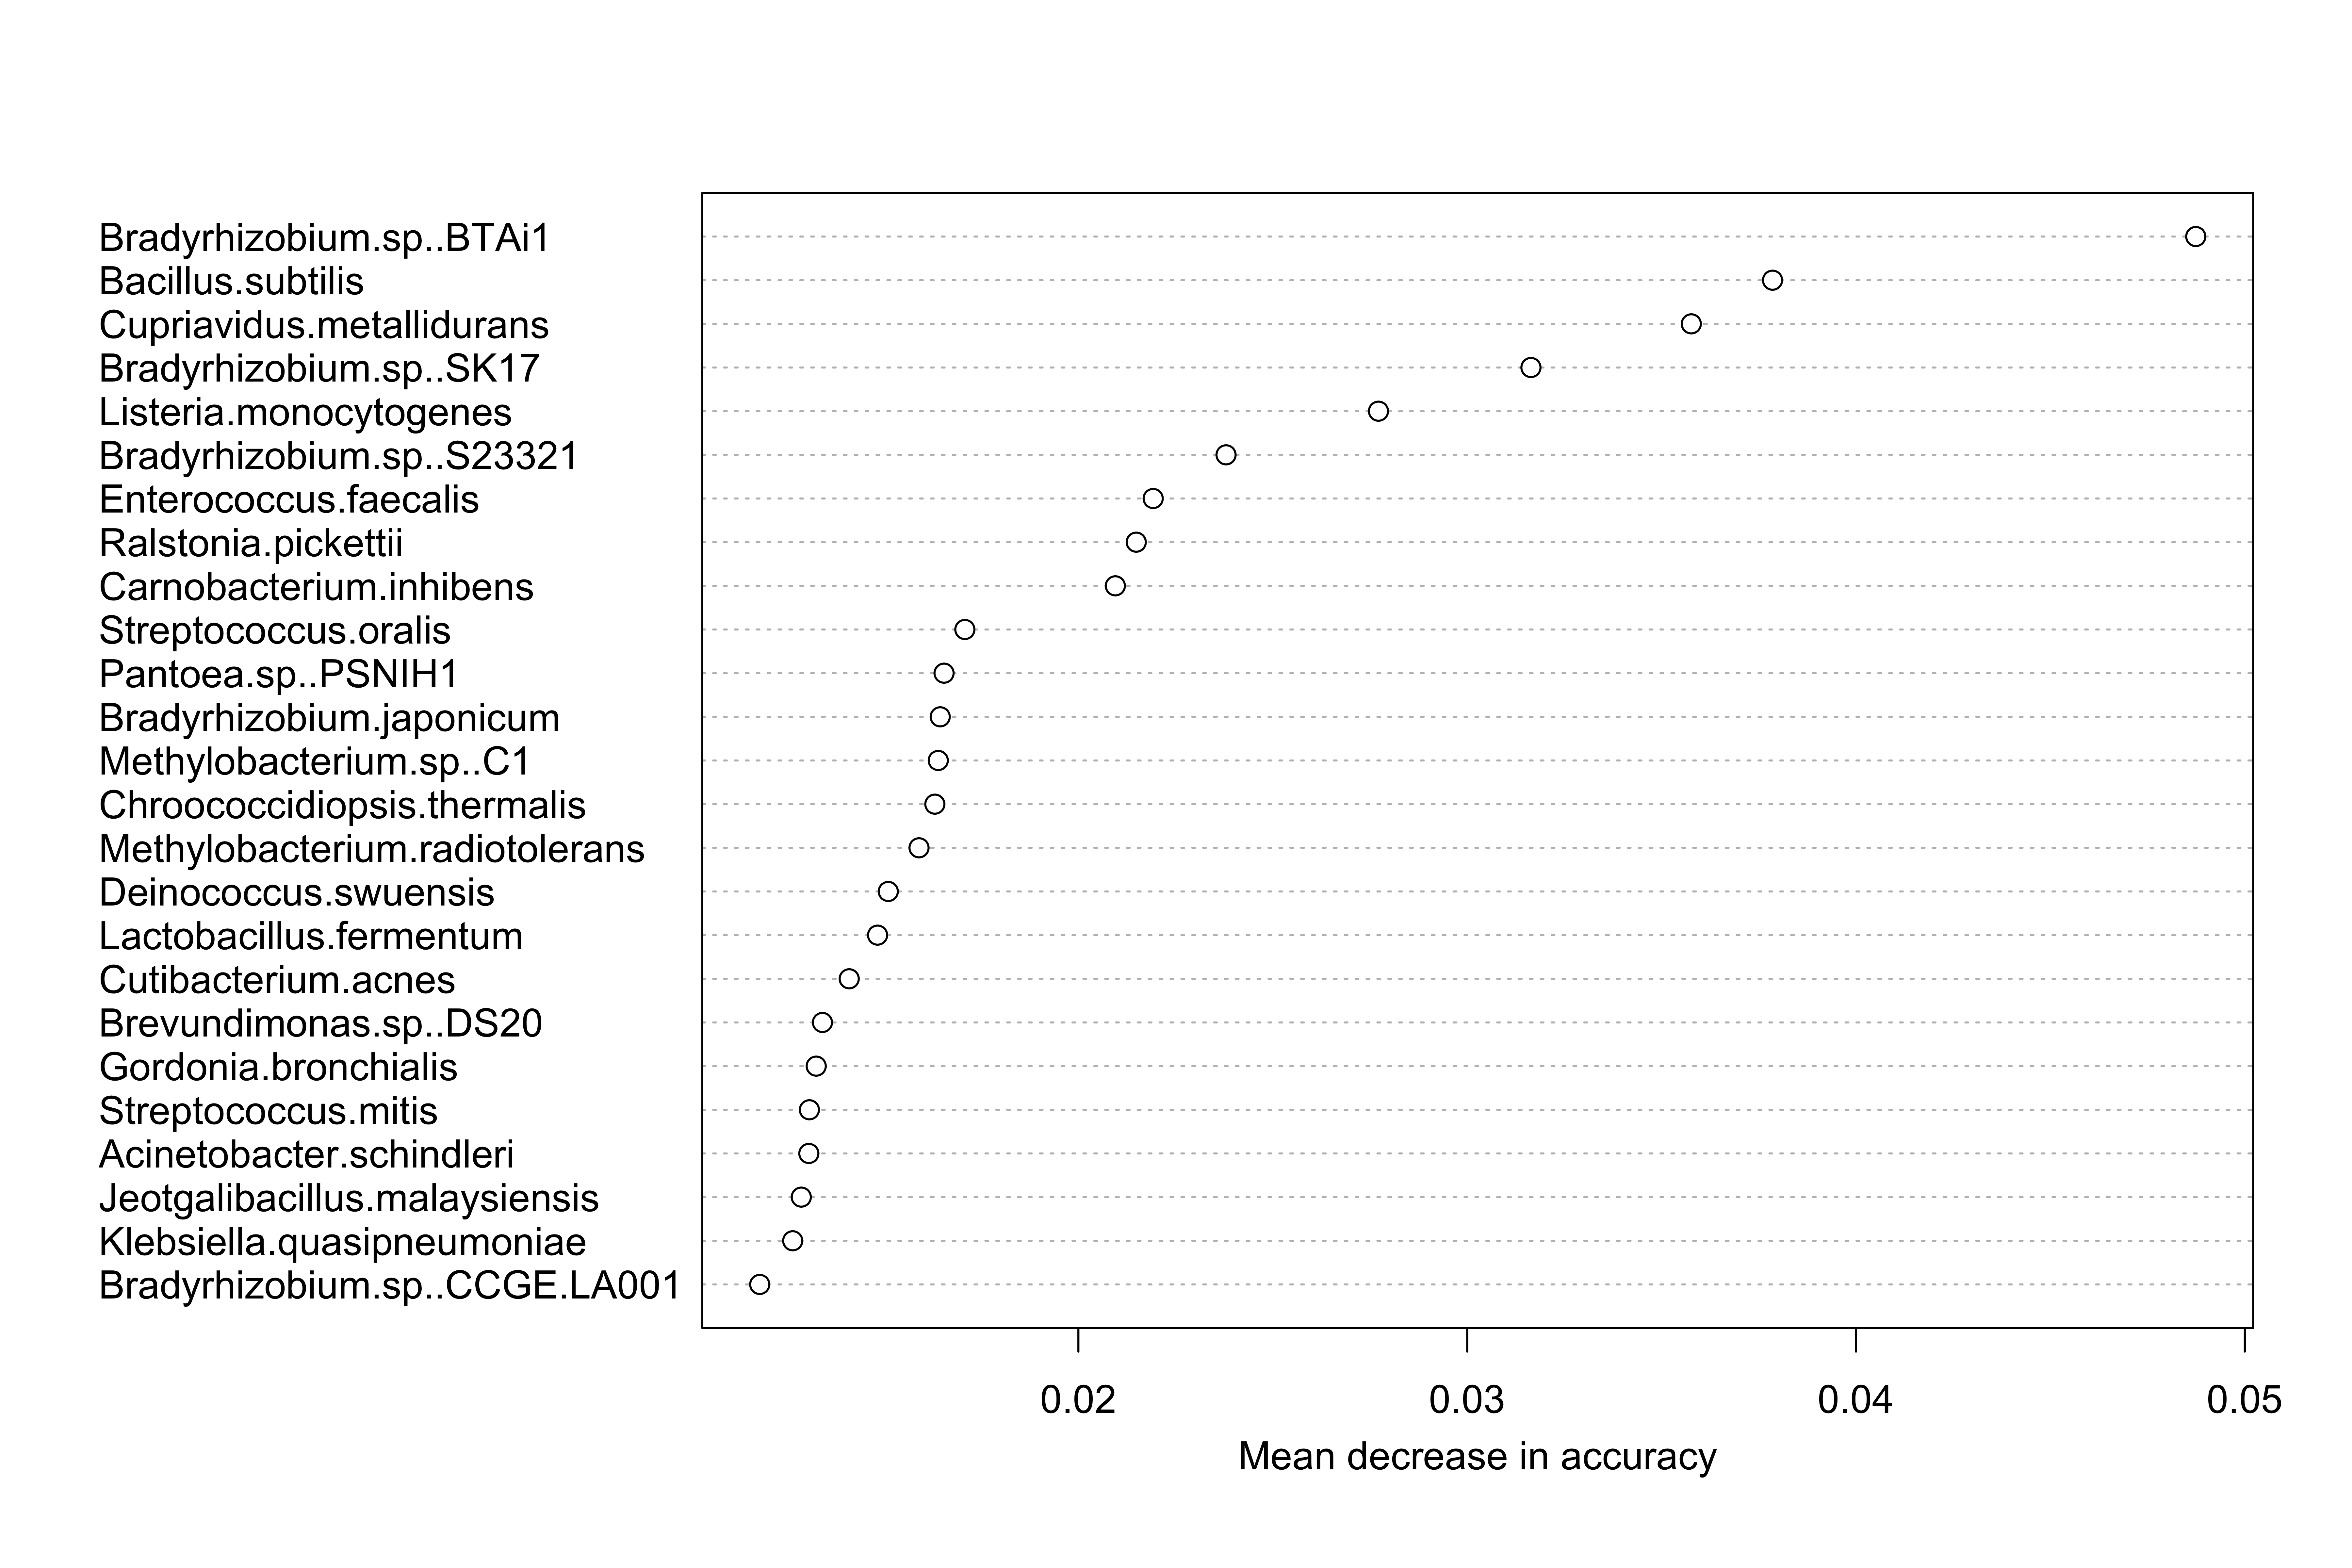 Bradyrhizobium.sp..BTAi1
Bacillus.subtilis
Cupriavidus.metallidurans
Bradyrhizobium.sp..SK17
Listeria.monocytogenes
Bradyrhizobium.sp..S23321
Enterococcus.faecalis
Ralstonia.pickettii
Carnobacterium.inhibens
Streptococcus.oralis
Pantoea.sp..PSNIH1
Bradyrhizobium.japonicum
Methylobacterium.sp..C1
Chroococcidiopsis.thermalis
Methylobacterium.radiotolerans
Deinococcus.swuensis
Lactobacillus.fermentum
Cutibacterium.acnes
Brevundimonas.sp..DS20
Gordonia.bronchialis
Streptococcus.mitis
Acinetobacter.schindleri
Jeotgalibacillus.malaysiensis
Klebsiella.quasipneumoniae
Bradyrhizobium.sp..CCGE.LA001
0.02 0.03 0.04 0.05
Mean decrease in accuracy